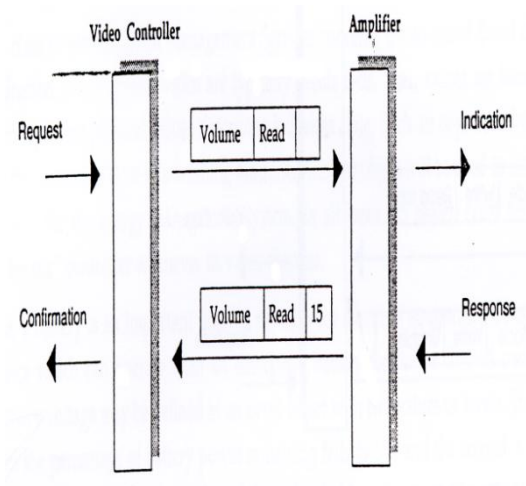 Video Controller
Amplifier
Request
Volume Read
Indication
Confirmation
Volume Read 15
Response